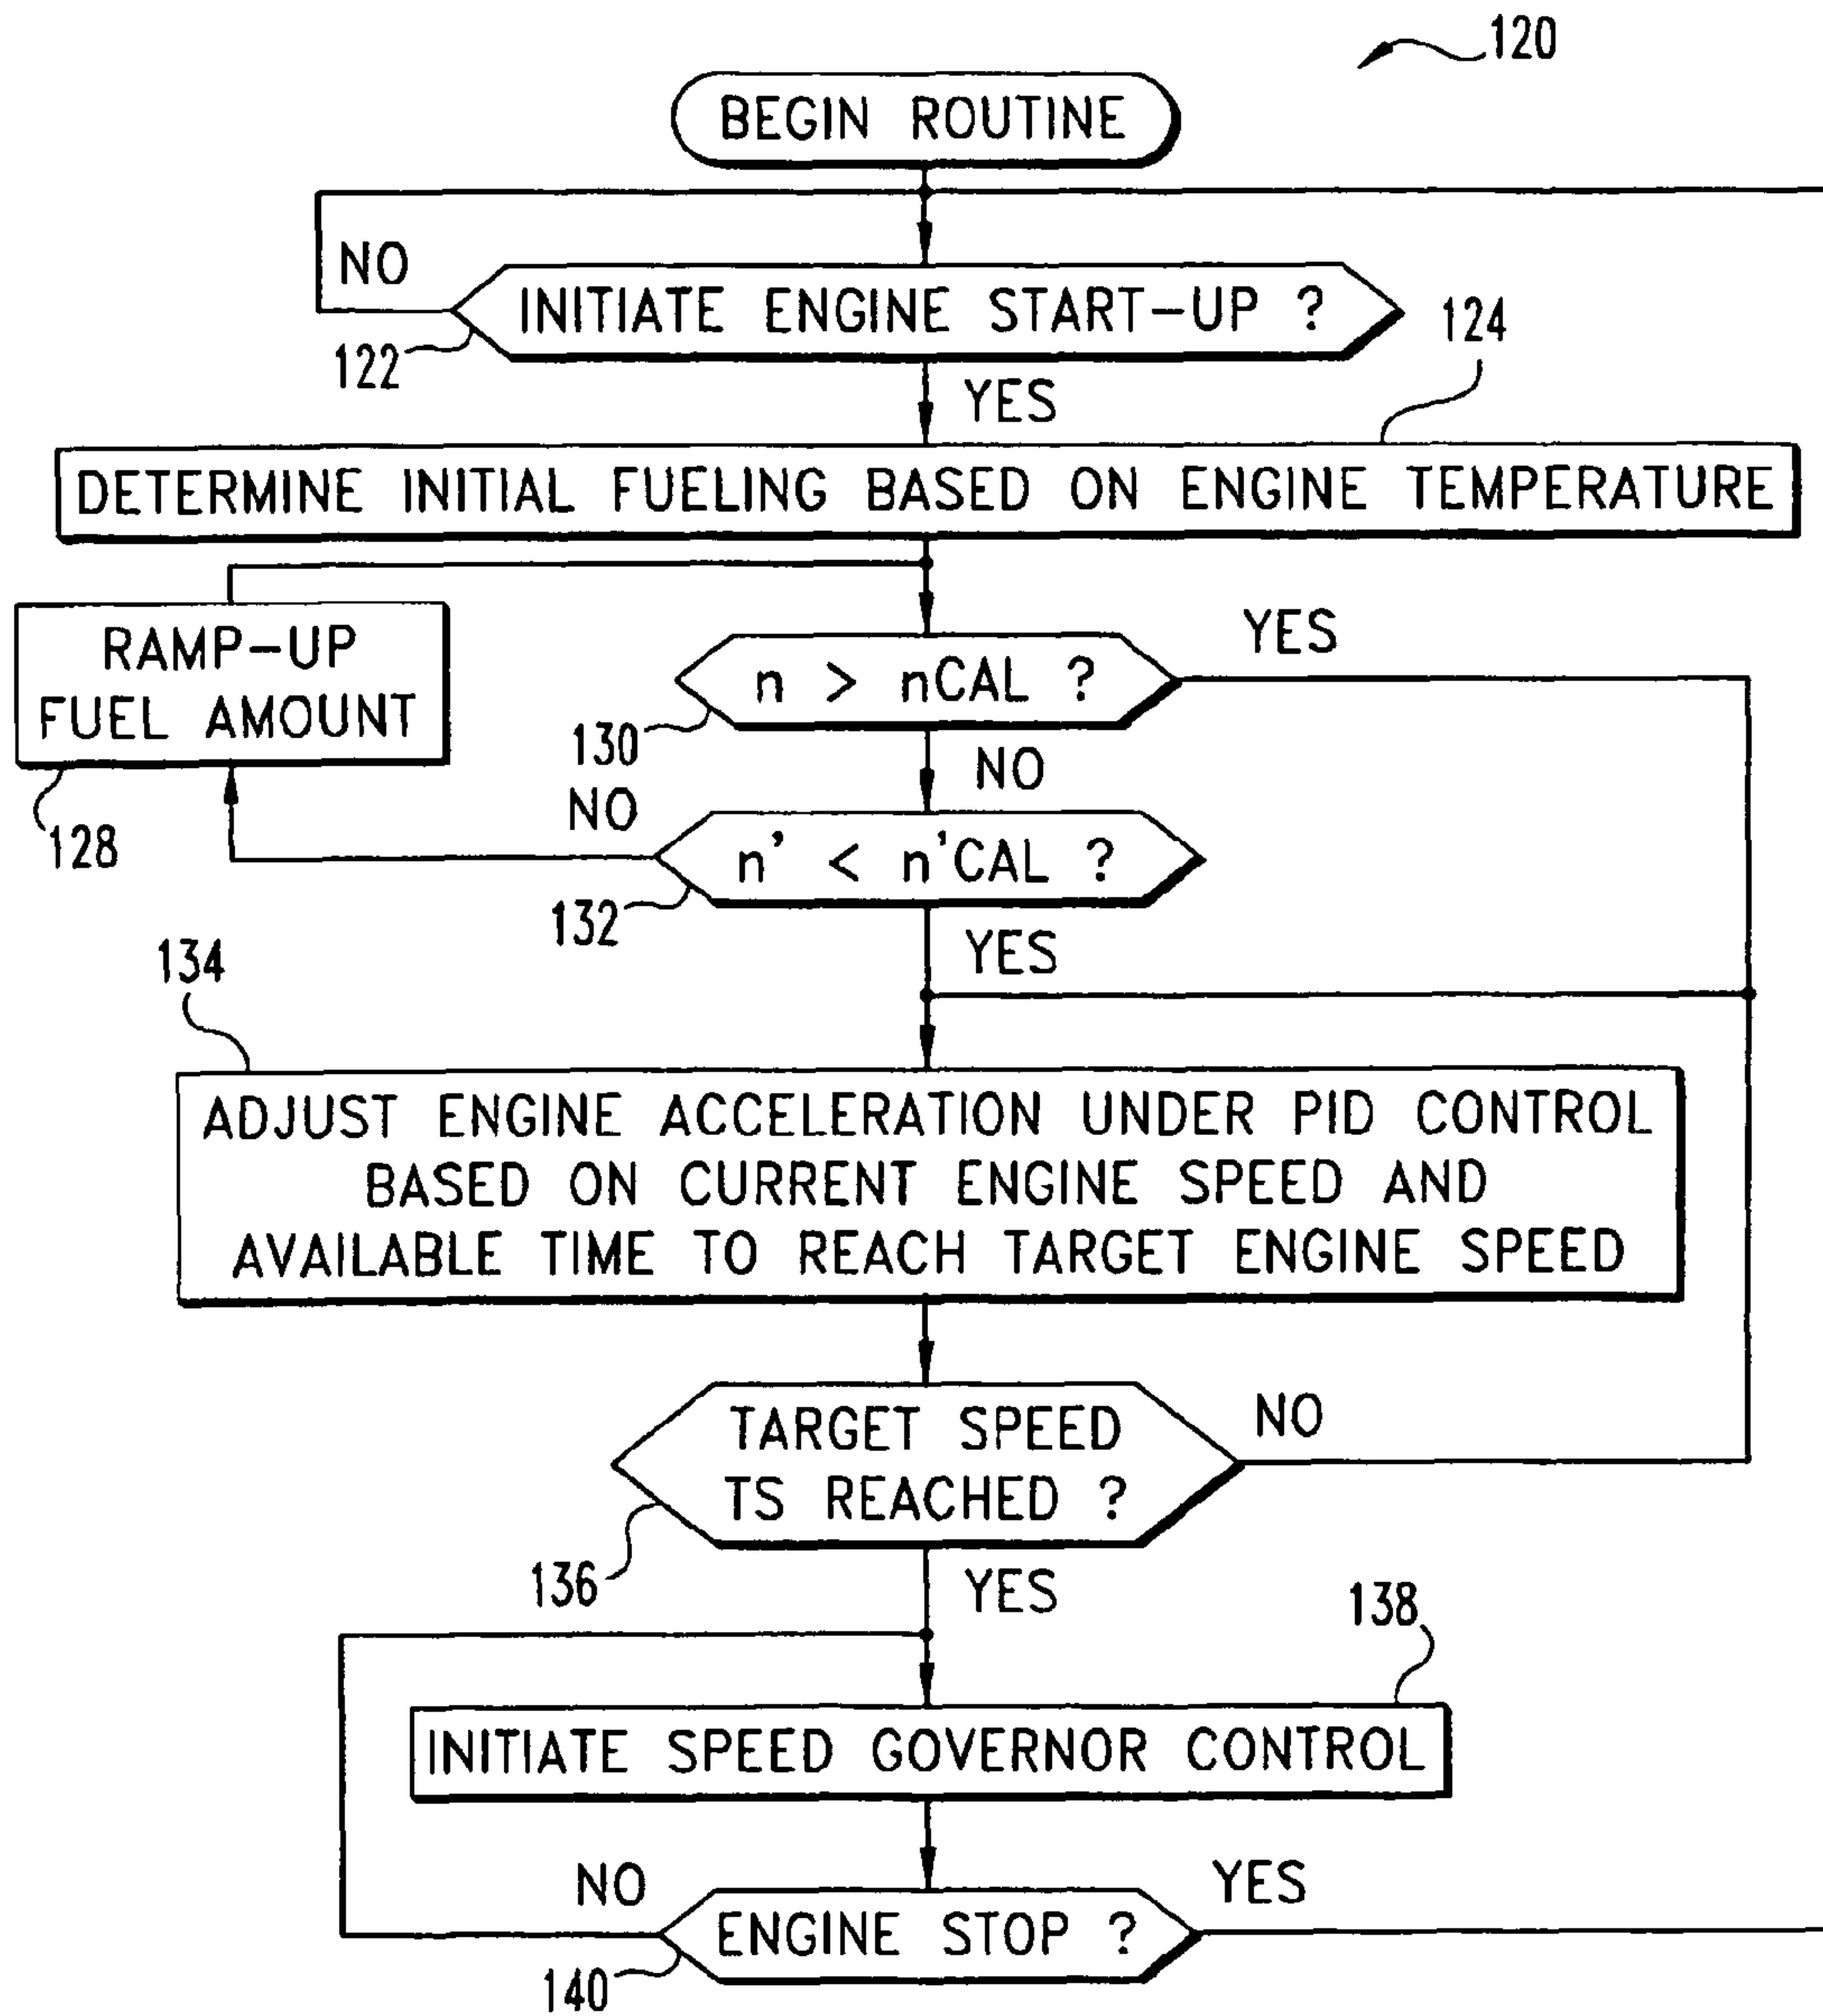 120
BEGIN ROUTINE
NO
INITIATE ENGINE START-UP ?
122
124
YES
DETERMINE INITIAL FUELING BASED ON ENGINE TEMPERATURE
RAMP-UP
FUEL AMOUNT
128
YES
n > nCAL ?
130
NO
NO
n' < n'CAL ?
132
YES
134
ADJUST ENGINE ACCELERATION UNDER PID CONTROL
BASED ON CURRENT ENGINE SPEED AND
AVAILABLE TIME TO REACH TARGET ENGINE SPEED
TARGET SPEED
TS REACHED ?
NO
136
YES
138
INITIATE SPEED GOVERNOR CONTROL
NO
YES
ENGINE STOP ?
140